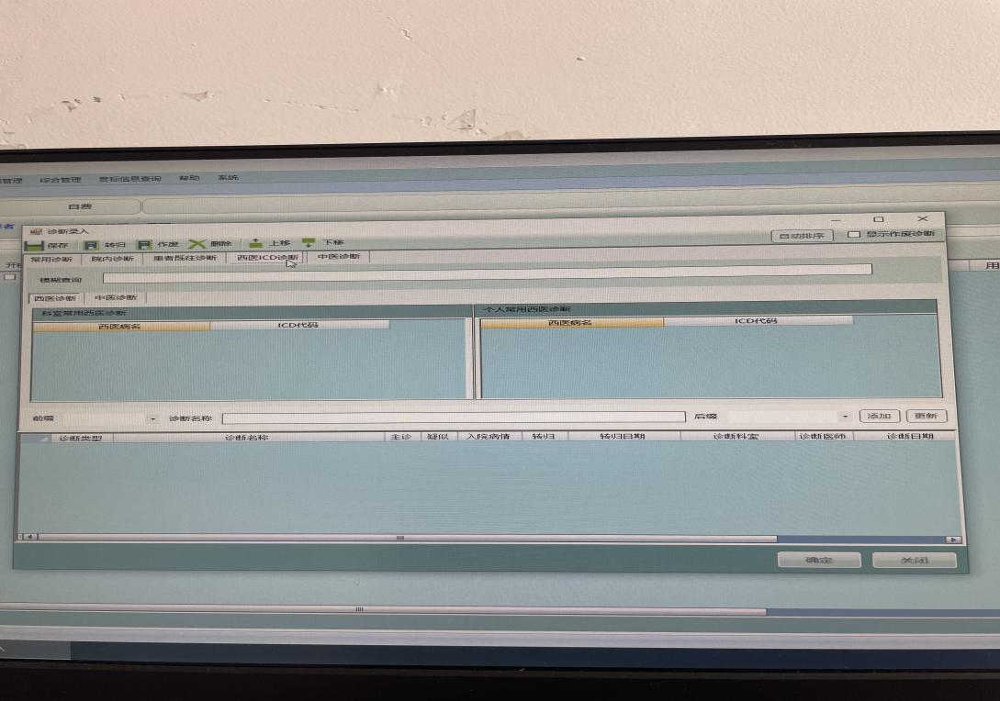 管理 综合管理 贯标信息查询 帮助 系统
自费
诊断录入
保存 转归 作废 删除 上移 下移 自动排序 显示作废诊断
常用诊断 院内诊断 患者既往诊断 西医ICD诊断 中医诊断
模糊查询
西医诊断 中医诊断
科室常用西医诊断 个人常用西医诊断
西医病名 ICD代码 西医病名 ICD代码
前缀 诊断名称 后缀 添加 更新
诊断类型 诊断名称 主诊 疑似 入院病情 转归 转归日期 诊断科室 诊断医师 诊断日期
确定 关闭